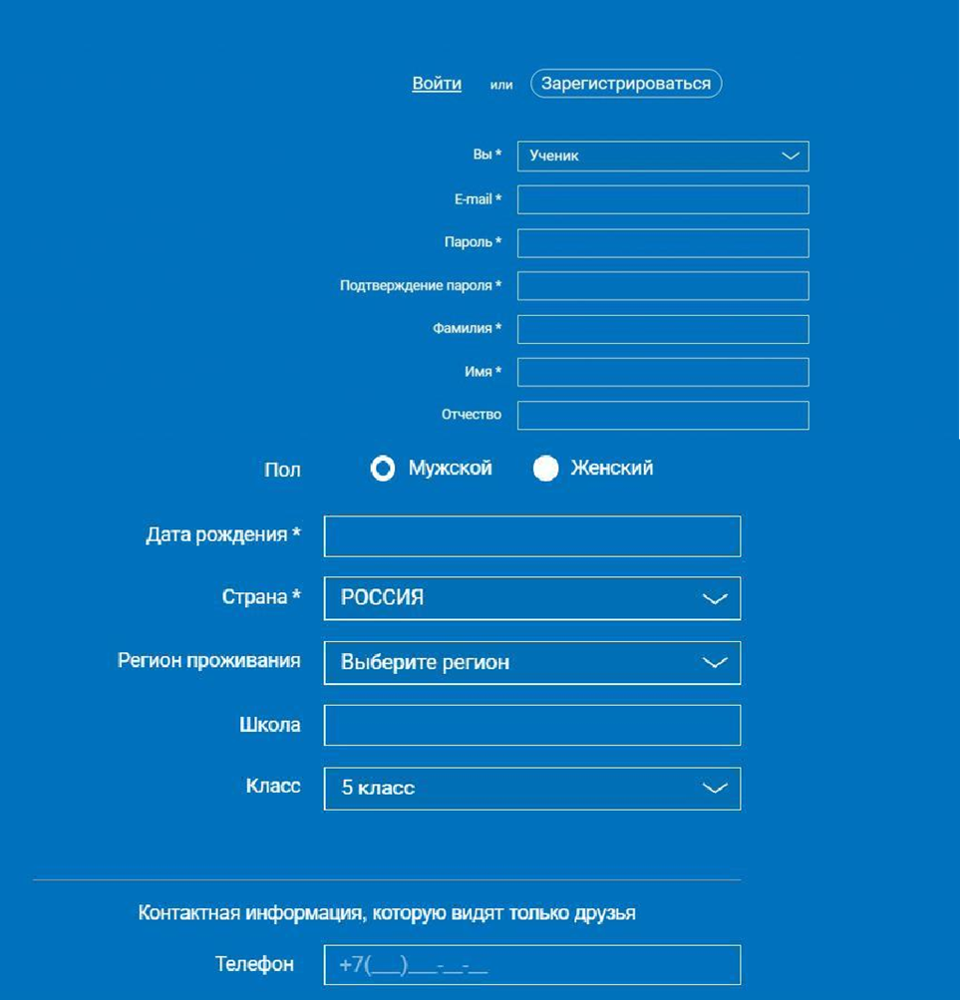 Войти или Зарегистрироваться
Вы * Ученик
E-mail *
Пароль *
Подтверждение пароля *
Фамилия *
Имя *
Отчество
Пол Мужской Женский
Дата рождения *
Страна * РОССИЯ
Регион проживания Выберите регион
Школа
Класс 5 класс
Контактная информация, которую видят только друзья
Телефон +7(___)___-__-__